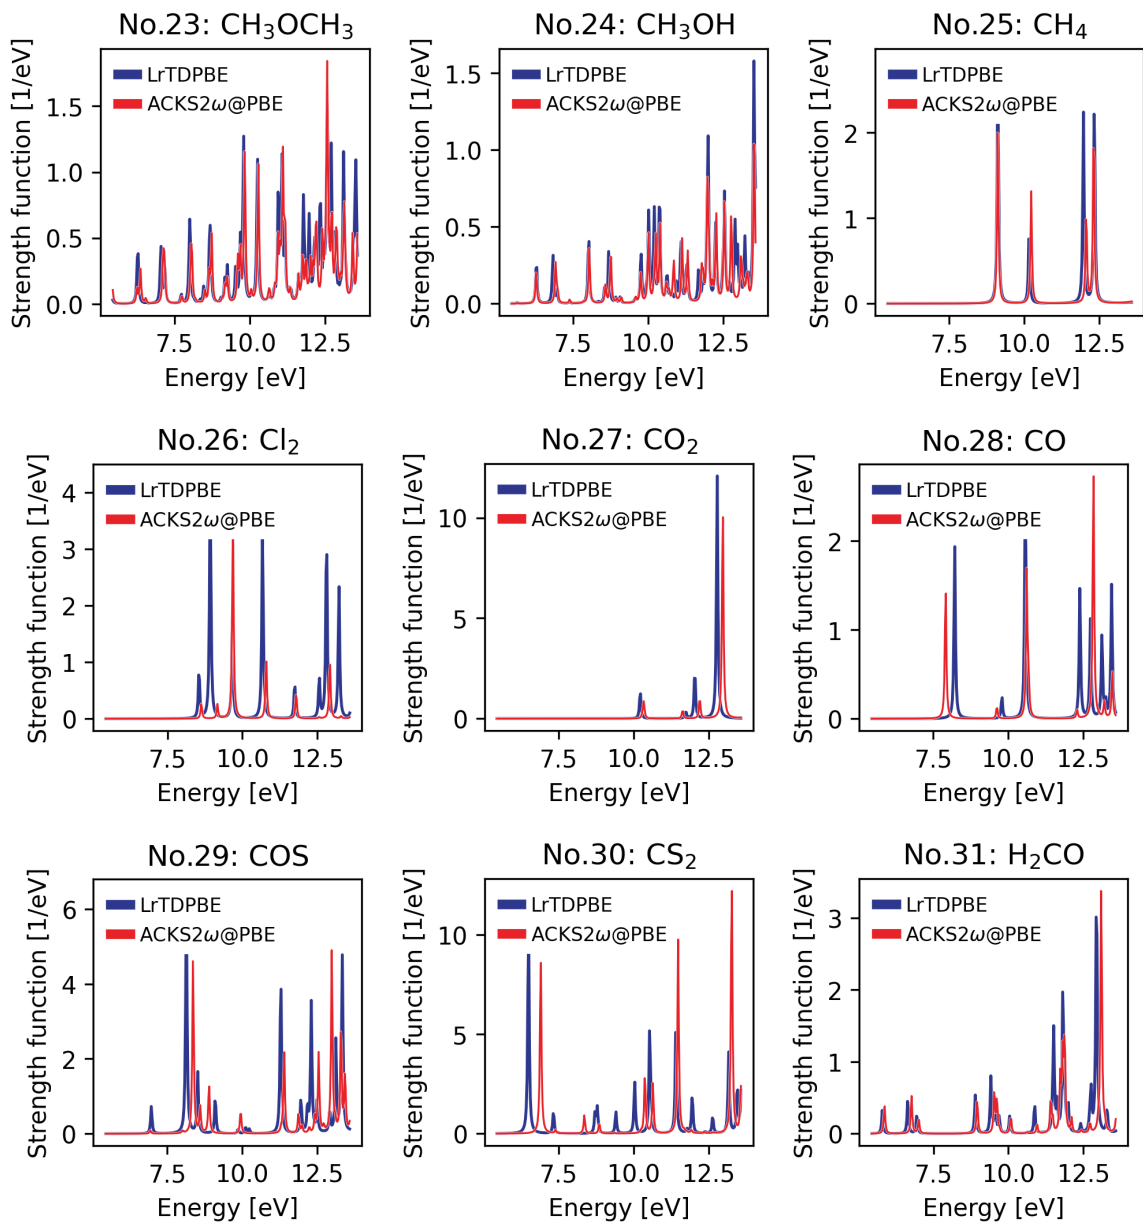 No.23: CH₃OCH₃
Strength function [1/eV]
1.5
1.0
0.5
0.0
LrTDPBE
ACKS2ω@PBE
7.5 10.0 12.5
Energy [eV]
No.24: CH₃OH
Strength function [1/eV]
1.5
1.0
0.5
0.0
LrTDPBE
ACKS2ω@PBE
7.5 10.0 12.5
Energy [eV]
No.25: CH₄
Strength function [1/eV]
2
1
0
LrTDPBE
ACKS2ω@PBE
7.5 10.0 12.5
Energy [eV]
No.26: Cl₂
Strength function [1/eV]
4
3
2
1
0
LrTDPBE
ACKS2ω@PBE
7.5 10.0 12.5
Energy [eV]
No.27: CO₂
Strength function [1/eV]
10
5
0
LrTDPBE
ACKS2ω@PBE
7.5 10.0 12.5
Energy [eV]
No.28: CO
Strength function [1/eV]
2
1
0
LrTDPBE
ACKS2ω@PBE
7.5 10.0 12.5
Energy [eV]
No.29: COS
Strength function [1/eV]
6
4
2
0
LrTDPBE
ACKS2ω@PBE
7.5 10.0 12.5
Energy [eV]
No.30: CS₂
Strength function [1/eV]
10
5
0
LrTDPBE
ACKS2ω@PBE
7.5 10.0 12.5
Energy [eV]
No.31: H₂CO
Strength function [1/eV]
3
2
1
0
LrTDPBE
ACKS2ω@PBE
7.5 10.0 12.5
Energy [eV]